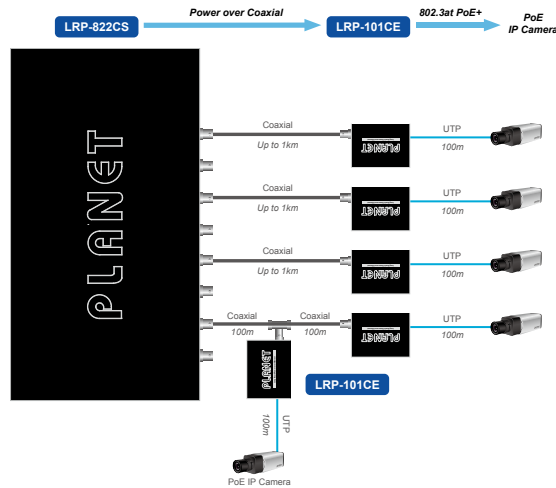 Power over Coaxial
802.3at PoE+
LRP-822CS
LRP-101CE
PoE
IP Camera
PLANET
Coaxial
Up to 1km
PLANET
UTP
100m
Coaxial
Up to 1km
PLANET
UTP
100m
Coaxial
Up to 1km
PLANET
UTP
100m
Coaxial
100m
Coaxial
100m
PLANET
UTP
100m
PLANET
LRP-101CE
UTP
100m
PoE IP Camera